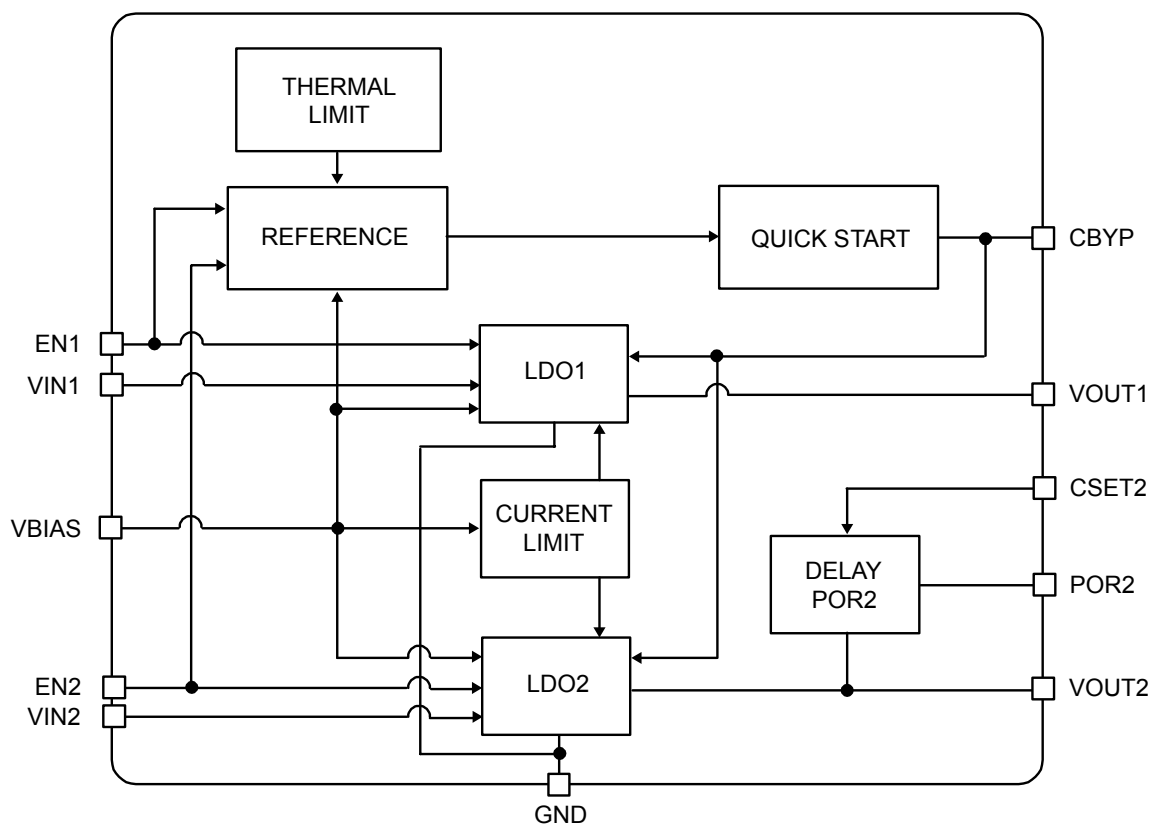 THERMAL
LIMIT
REFERENCE
QUICK START
CBYP
EN1
LDO1
VIN1
VOUT1
CSET2
VBIAS
CURRENT
LIMIT
DELAY
POR2
POR2
EN2
LDO2
VOUT2
VIN2
GND